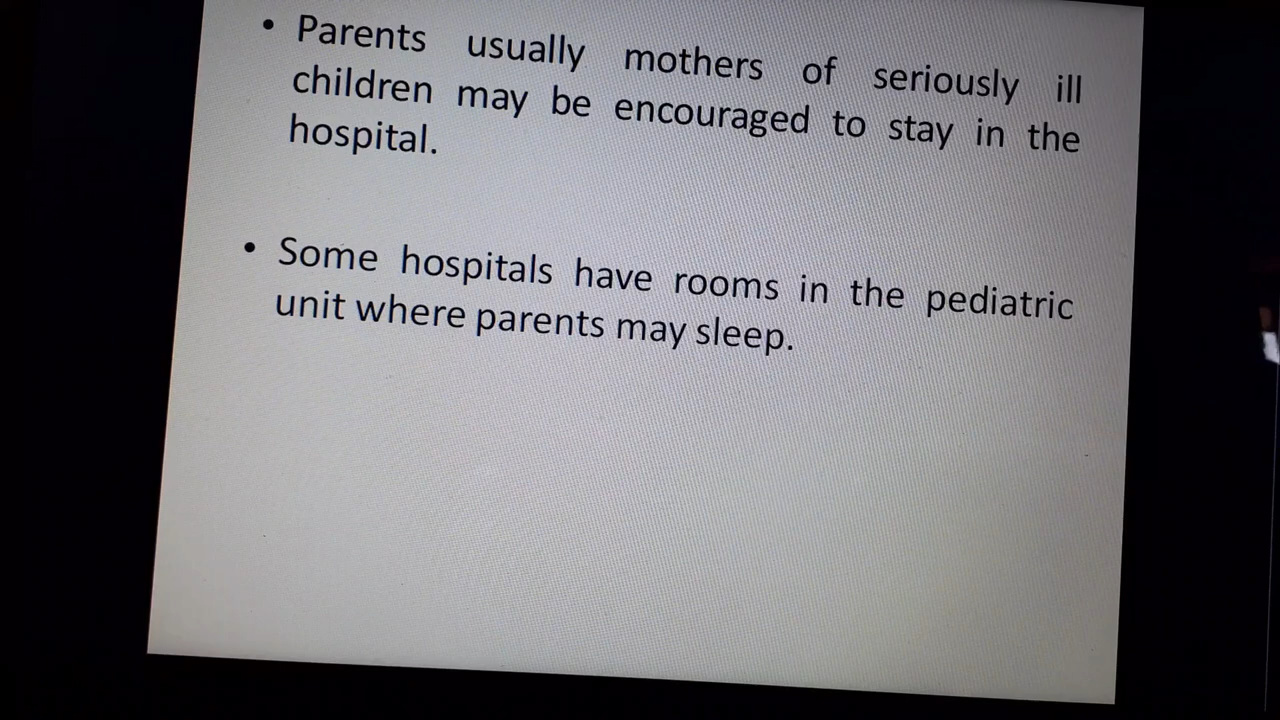 • Parents usually mothers of seriously ill
children may be encouraged to stay in the
hospital.
• Some hospitals have rooms in the pediatric
unit where parents may sleep.